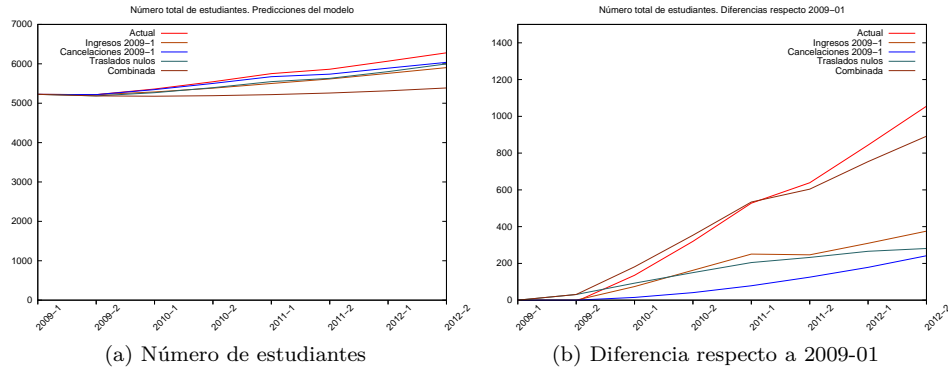 Número total de estudiantes. Predicciones del modelo
7000
6000
5000
4000
3000
2000
1000
0
Actual
Ingresos 2009−1
Cancelaciones 2009−1
Traslados nulos
Combinada
2009−1
2009−2
2010−1
2010−2
2011−1
2011−2
2012−1
2012−2
(a) Número de estudiantes
Número total de estudiantes. Diferencias respecto 2009−01
1400
1200
1000
800
600
400
200
0
Actual
Ingresos 2009−1
Cancelaciones 2009−1
Traslados nulos
Combinada
2009−1
2009−2
2010−1
2010−2
2011−1
2011−2
2012−1
2012−2
(b) Diferencia respecto a 2009-01